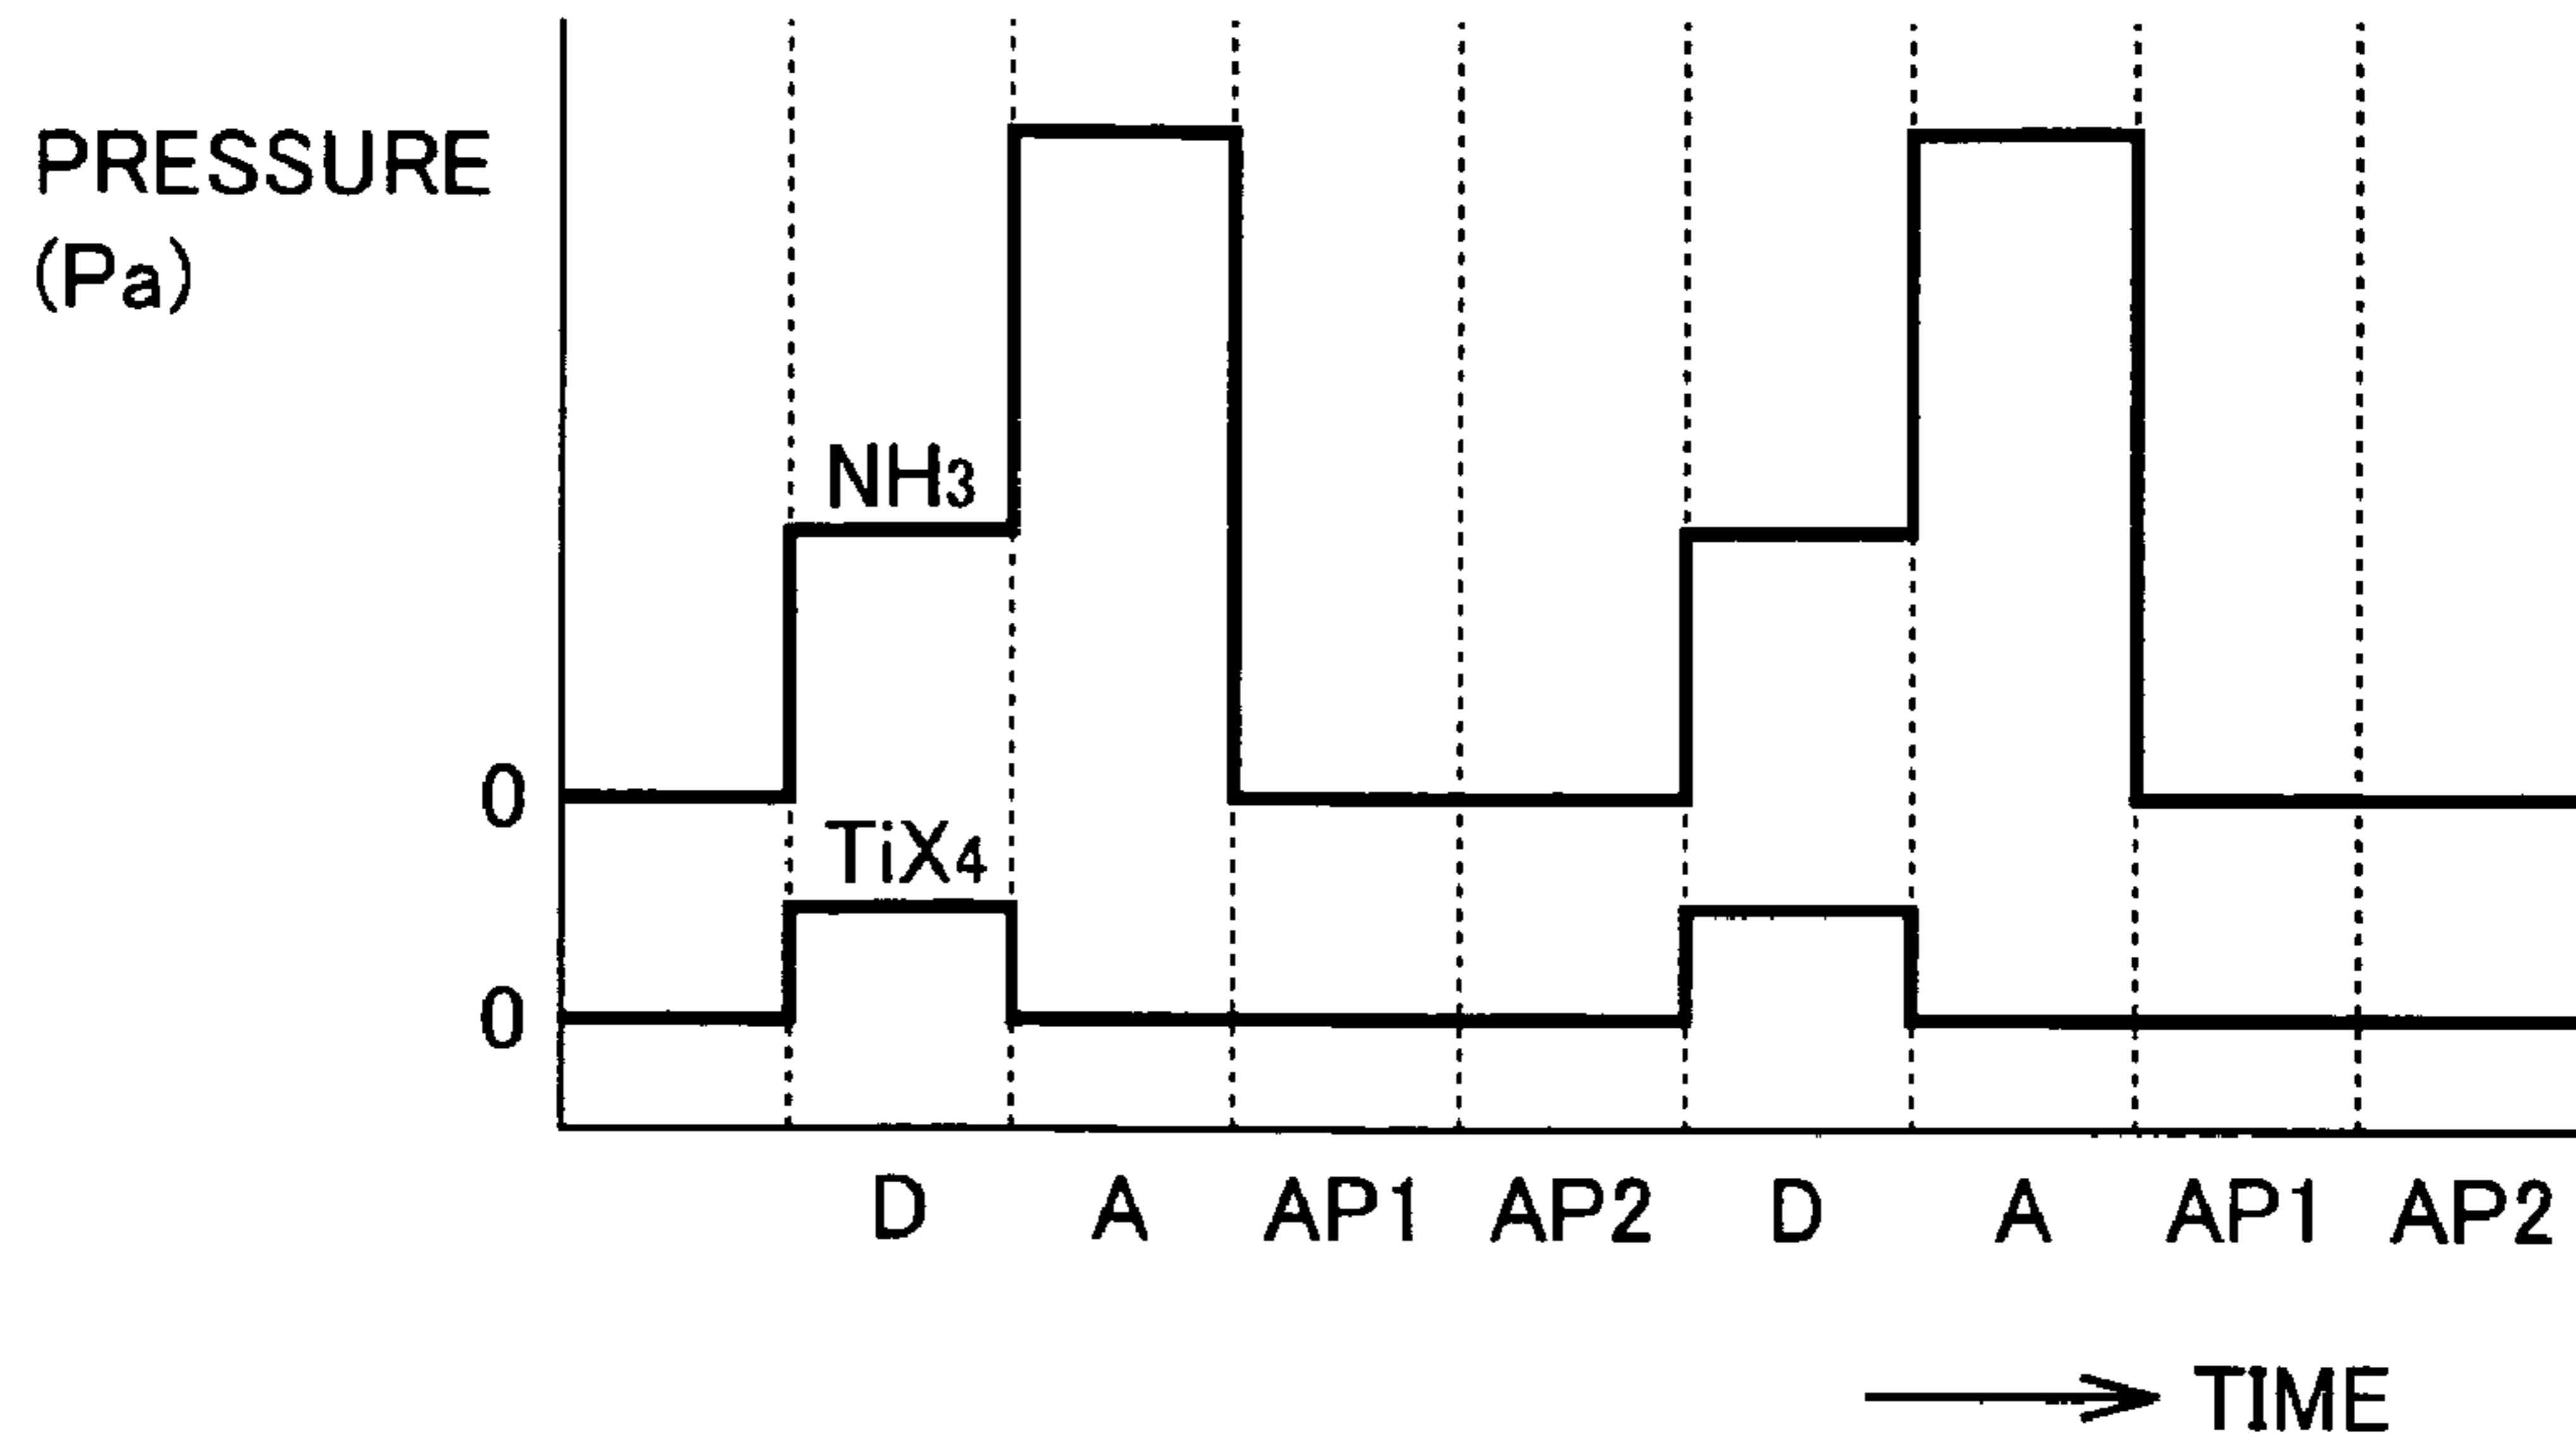 PRESSURE
(Pa)
NH3
0
TiX4
0
D A AP1 AP2 D A AP1 AP2
TIME